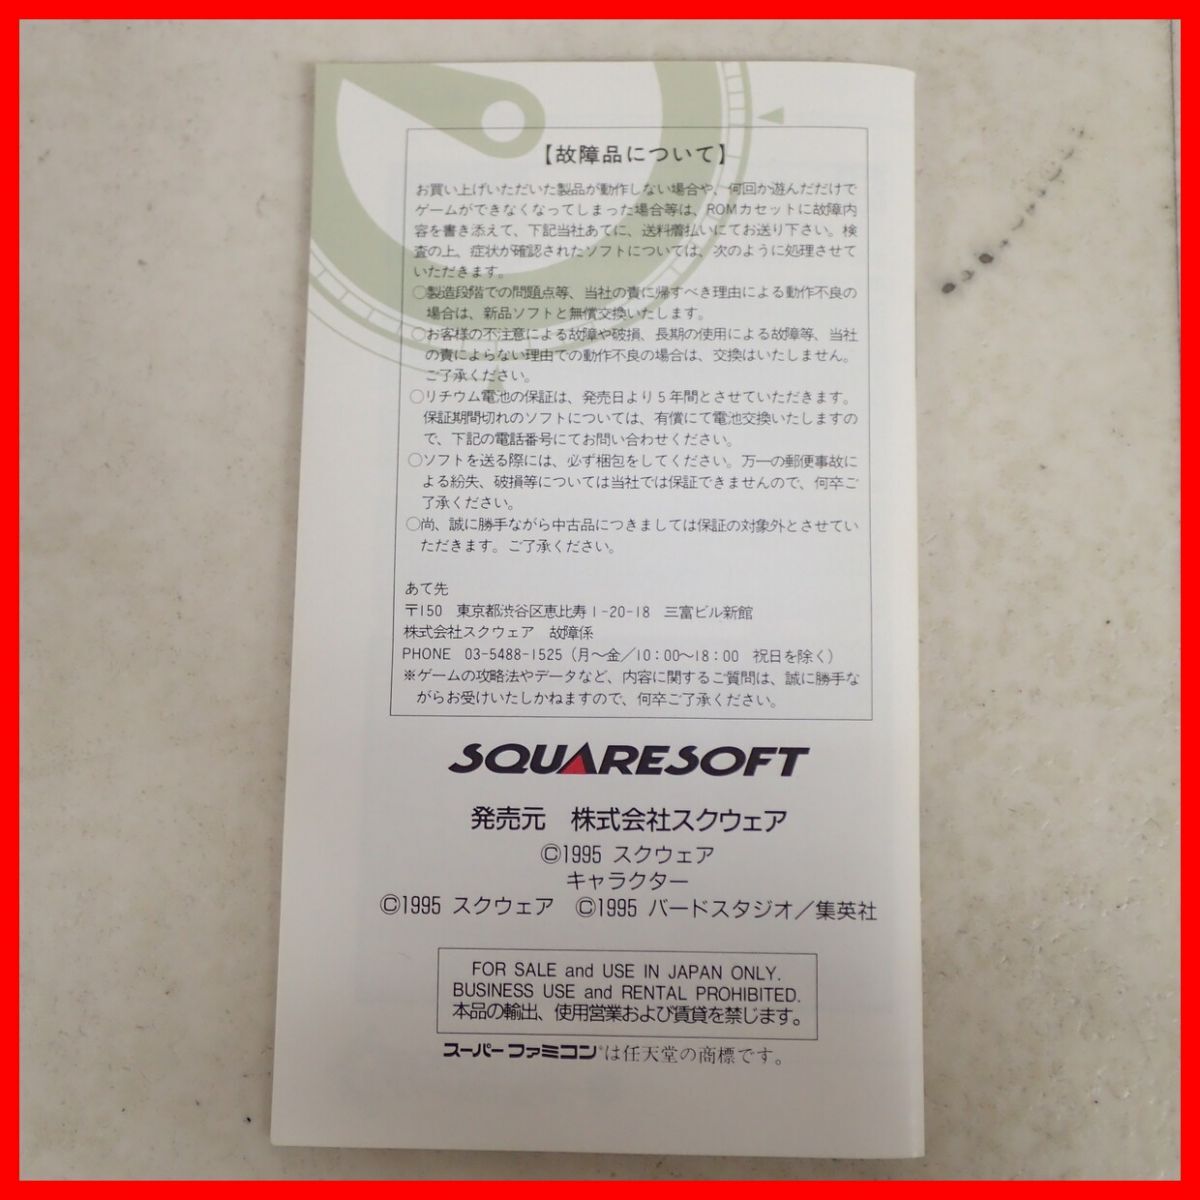 【故障品について】
お買い上げいただいた製品が動作しない場合や、何回か遊んだだけで
ゲームができなくなってしまった場合等は、ROMカセットに故障内
容を書き添えて、下記当社あてに、送料着払いにてお送り下さい。検
査の上、症状が確認されたソフトについては、次のように処理させて
いただきます。
○製造段階での問題点等、当社の責に帰すべき理由による動作不良の
場合は、新品ソフトと無償交換いたします。
○お客様の不注意による故障や破損、長期の使用による故障等、当社
の責によらない理由での動作不良の場合は、交換はいたしません。
ご了承ください。
○リチウム電池の保証は、発売日より5年間とさせていただきます。
保証期間切れのソフトについては、有償にて電池交換いたしますの
で、下記の電話番号にてお問い合わせください。
○ソフトを送る際には、必ず梱包をしてください。万一の郵便事故に
よる紛失、破損等については当社では保証できませんので、何卒ご
了承ください。
○尚、誠に勝手ながら中古品につきましては保証の対象外とさせてい
ただきます。ご了承ください。
あて先
〒150 東京都渋谷区恵比寿1-20-18 三富ビル新館
株式会社スクウェア 故障係
PHONE 03-5488-1525（月〜金／10：00〜18：00 祝日を除く）
※ゲームの攻略法やデータなど、内容に関するご質問は、誠に勝手な
がらお受けいたしかねますので、何卒ご了承ください。
SQUARESOFT
発売元 株式会社スクウェア
©1995 スクウェア
キャラクター
©1995 スクウェア ©1995 バードスタジオ／集英社
FOR SALE and USE IN JAPAN ONLY.
BUSINESS USE and RENTAL PROHIBITED.
本品の輸出、使用営業および賃貸を禁じます。
スーパーファミコン®は任天堂の商標です。